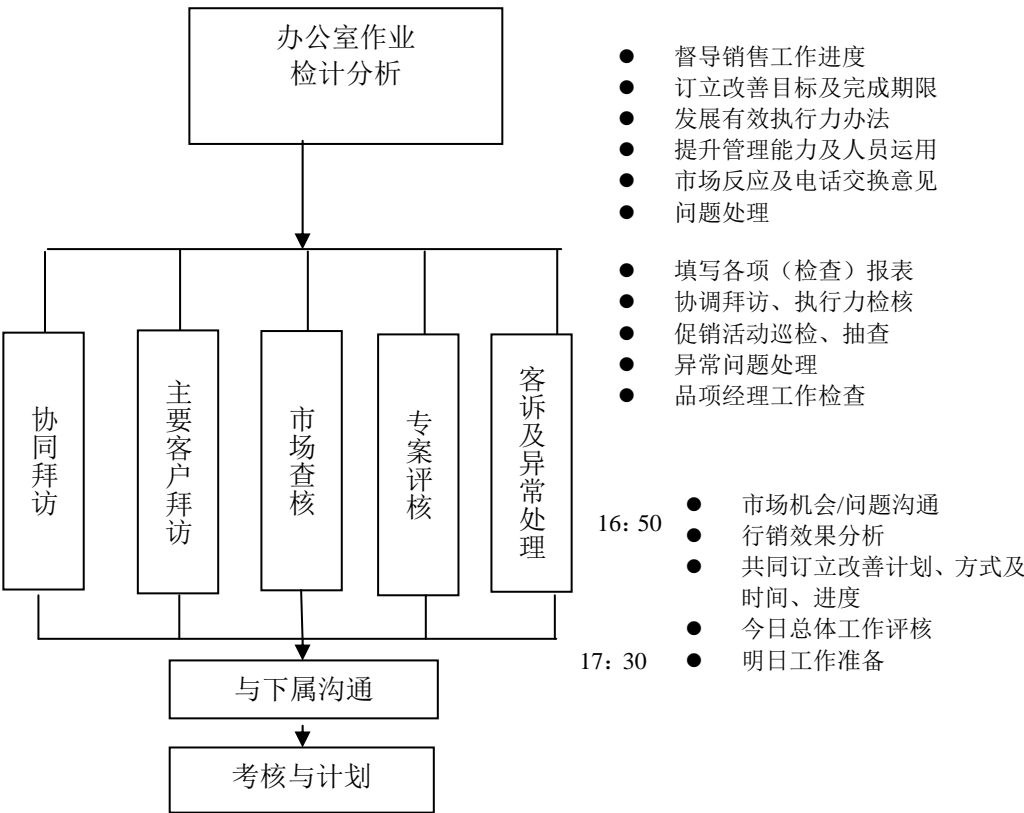 办公室作业
检计分析
● 督导销售工作进度
● 订立改善目标及完成期限
● 发展有效执行力办法
● 提升管理能力及人员运用
● 市场反应及电话交换意见
● 问题处理
● 填写各项（检查）报表
● 协调拜访、执行力检核
● 促销活动巡检、抽查
● 异常问题处理
● 品项经理工作检查
协同拜访
主要客户拜访
市场查核
专案评核
客诉及异常处理
16：50
● 市场机会/问题沟通
● 行销效果分析
● 共同订立改善计划、方式及
时间、进度
● 今日总体工作评核
17：30 ● 明日工作准备
与下属沟通
考核与计划